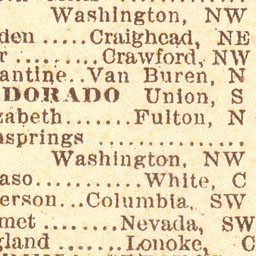 Washington, NW
den.....Craighead, NE
r.........Crawford, NW
antine..Van Buren, N
DORADO Union, S
zabeth.......Fulton, N
springs ..............
Washington, NW
aso...........White, C
erson...Columbia, SW
met........Nevada, SW
gland.......Lonoke, C